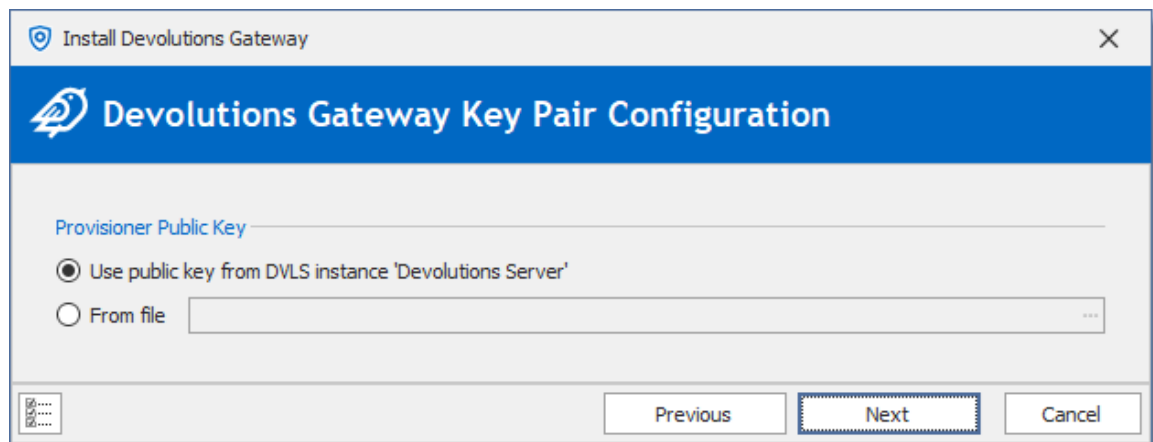 Install Devolutions Gateway
Devolutions Gateway Key Pair Configuration
Provisioner Public Key
Use public key from DVLS instance 'Devolutions Server'
From file ...
Previous Next Cancel